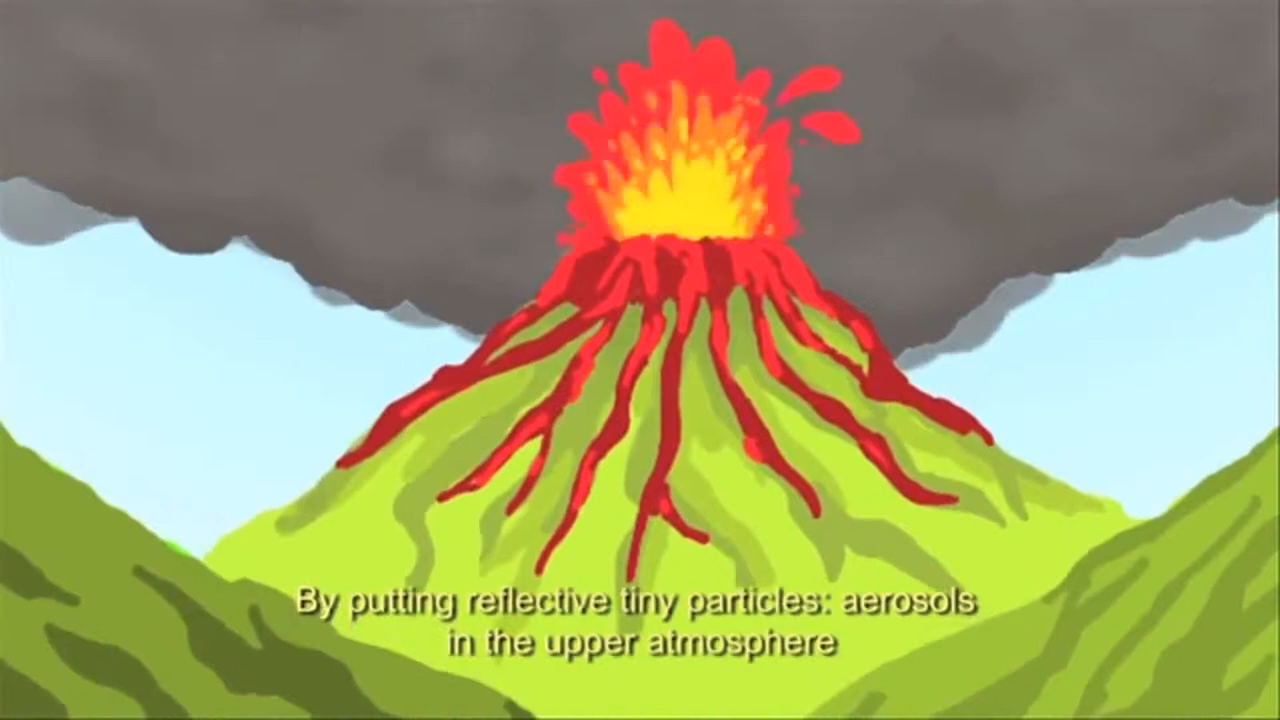 By putting reflective tiny particles: aerosols
in the upper atmosphere